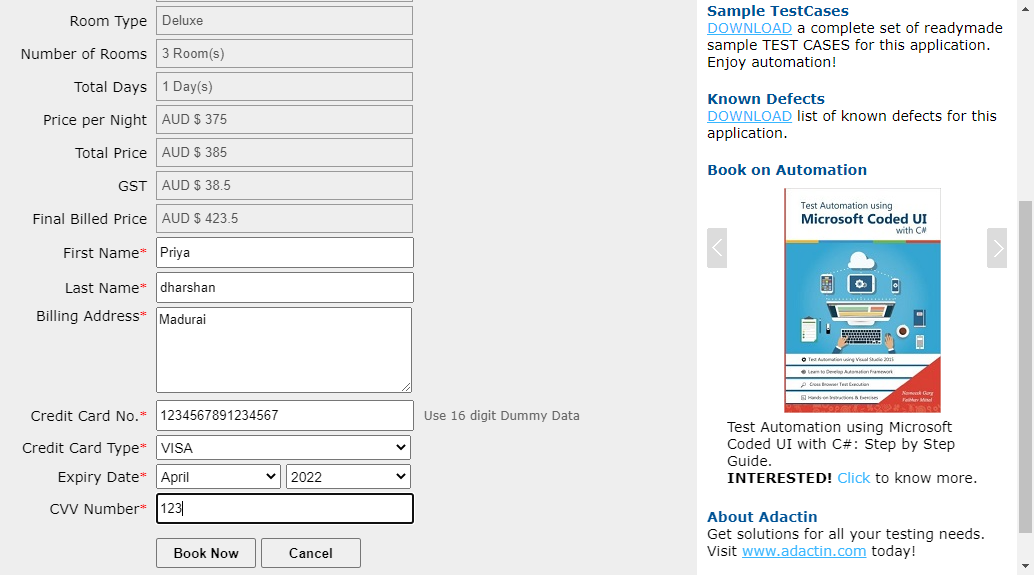 Room Type Deluxe
Number of Rooms 3 Room(s)
Total Days 1 Day(s)
Price per Night AUD $ 375
Total Price AUD $ 385
GST AUD $ 38.5
Final Billed Price AUD $ 423.5
First Name* Priya
Last Name* dharshan
Billing Address* Madurai
Credit Card No.* 1234567891234567 Use 16 digit Dummy Data
Credit Card Type* VISA
Expiry Date* April 2022
CVV Number* 123
Book Now Cancel
Sample TestCases
DOWNLOAD a complete set of readymade
sample TEST CASES for this application.
Enjoy automation!
Known Defects
DOWNLOAD list of known defects for this
application.
Book on Automation
Test Automation using
Microsoft Coded UI
with C#
Test Automation using Visual Studio 2015
Learn to Develop Automation Framework
Cross Browser Test Execution
Hands-on Instructions & Exercises
Navneesh Garg
Vaibhav Mittal
Test Automation using Microsoft
Coded UI with C#: Step by Step
Guide.
INTERESTED! Click to know more.
About Adactin
Get solutions for all your testing needs.
Visit www.adactin.com today!